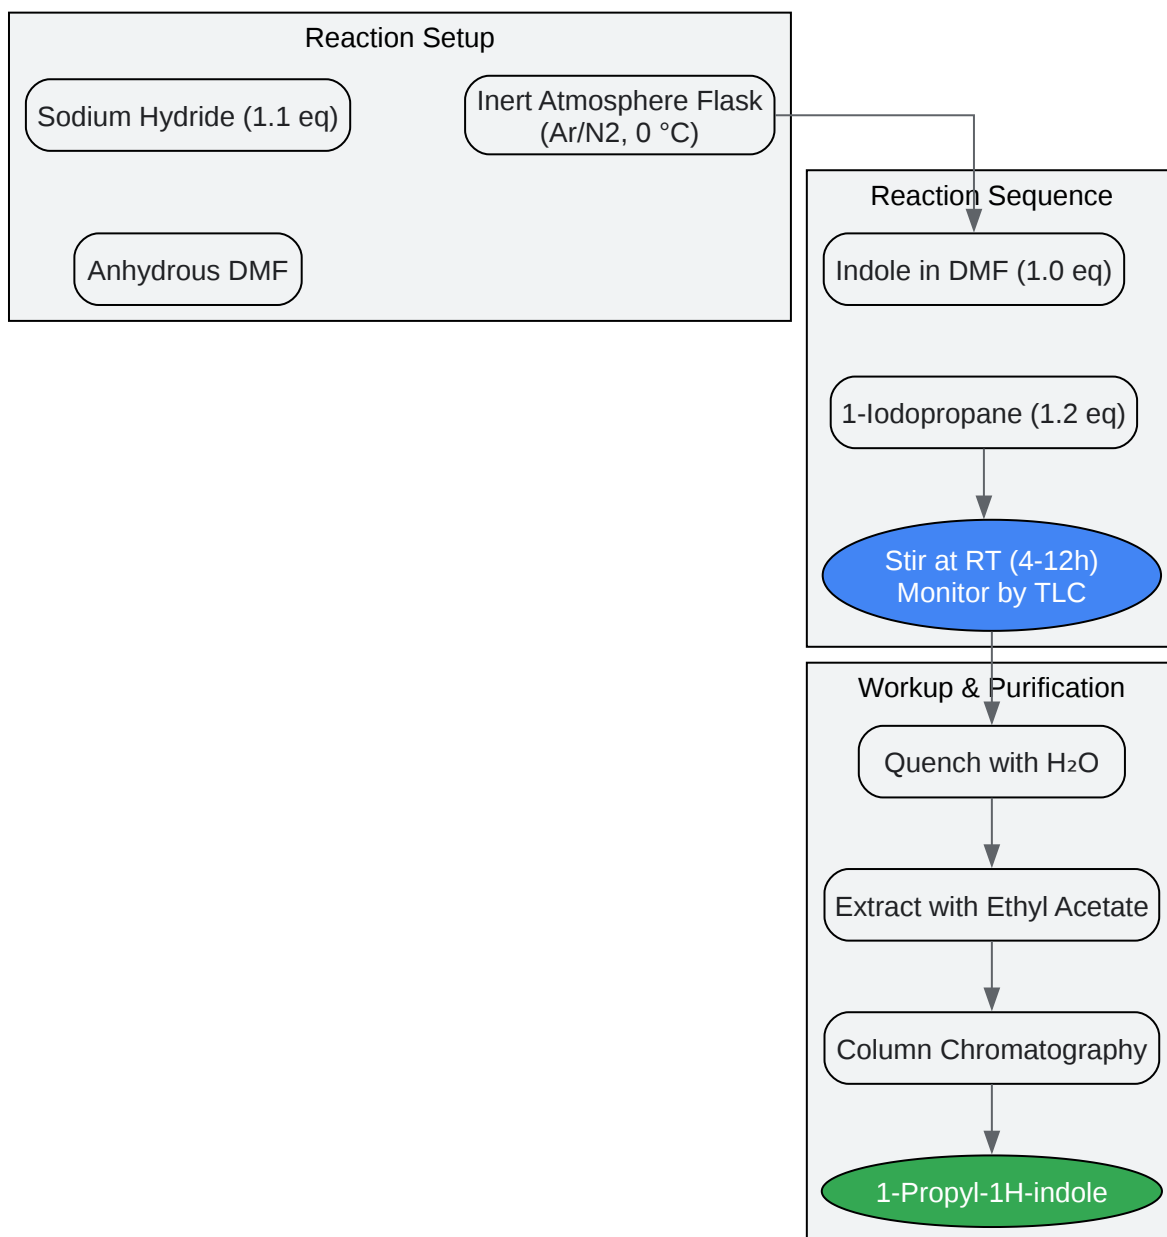 Reaction Setup
Sodium Hydride (1.1 eq)
Inert Atmosphere Flask
(Ar/N2, 0 °C)
Anhydrous DMF
Reaction Sequence
Indole in DMF (1.0 eq)
1-Iodopropane (1.2 eq)
Stir at RT (4-12h)
Monitor by TLC
Workup & Purification
Quench with H₂O
Extract with Ethyl Acetate
Column Chromatography
1-Propyl-1H-indole